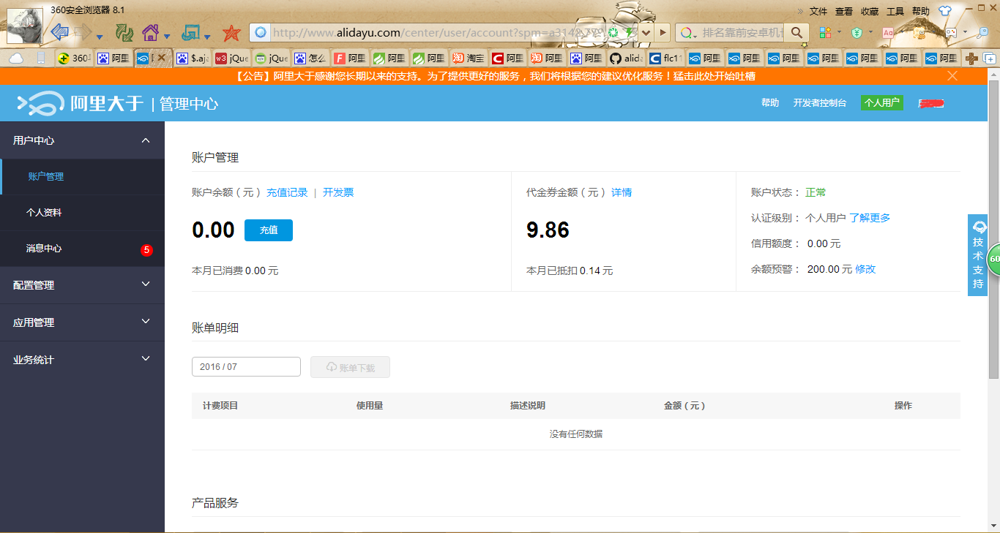 360安全浏览器 8.1
» 文件 查看 收藏 工具 帮助
http://www.alidayu.com/center/user/account?spm=a314
排名靠前安卓机
360 阿里 $.aj jQue jQue 怎么 阿里 阿里 阿里 淘宝 阿里 阿里 阿里 alid flc11 阿里 阿里 阿里 阿里 阿里 阿里 阿里
【公告】阿里大于感谢您长期以来的支持。为了提供更好的服务，我们将根据您的建议优化服务！猛击此处开始吐槽
阿里大于 | 管理中心
帮助 开发者控制台 个人用户
用户中心
账户管理
个人资料
消息中心 5
配置管理
应用管理
业务统计
账户管理
账户余额（元） 充值记录 | 开发票
0.00 充值
本月已消费 0.00 元
代金券金额（元） 详情
9.86
本月已抵扣 0.14 元
账户状态： 正常
认证级别： 个人用户 了解更多
信用额度： 0.00 元
余额预警： 200.00 元 修改
技术支持
60
账单明细
2016 / 07 账单下载
计费项目 使用量 描述说明 金额（元） 操作
没有任何数据
产品服务